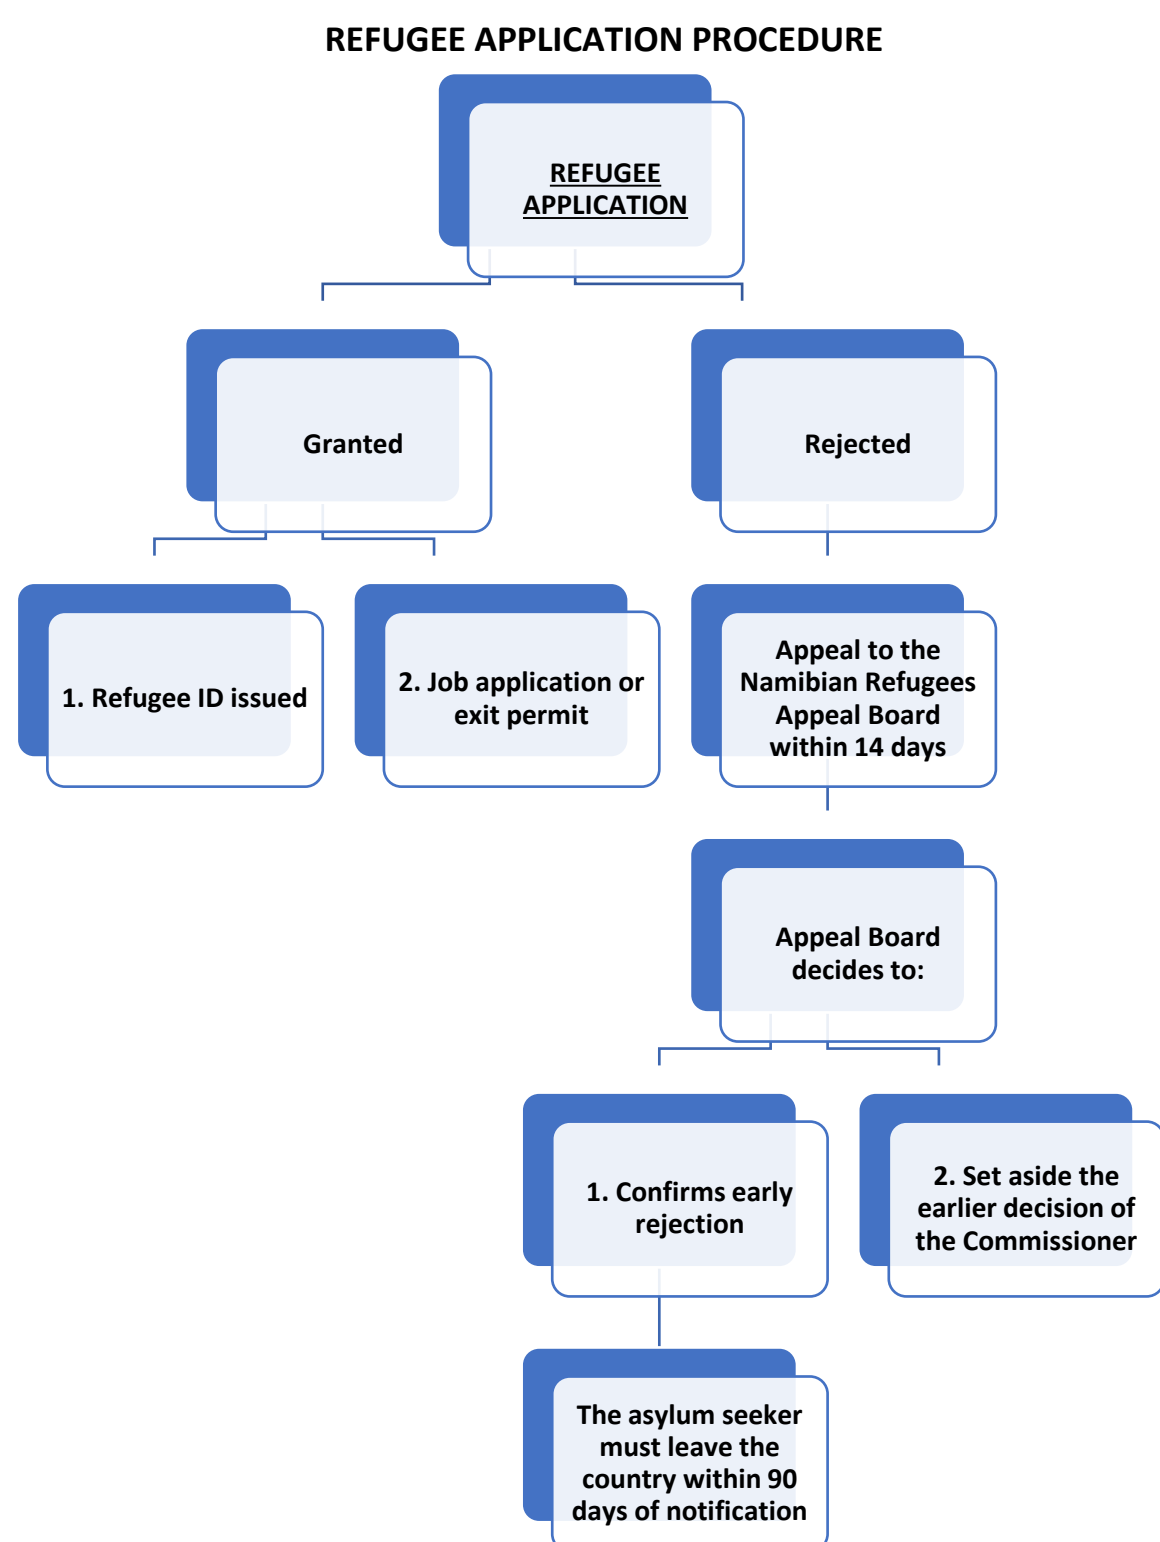 REFUGEE APPLICATION PROCEDURE
REFUGEE
APPLICATION
Granted
Rejected
1. Refugee ID issued
2. Job application or
exit permit
Appeal to the
Namibian Refugees
Appeal Board
within 14 days
Appeal Board
decides to:
1. Confirms early
rejection
2. Set aside the
earlier decision of
the Commissioner
The asylum seeker
must leave the
country within 90
days of notification